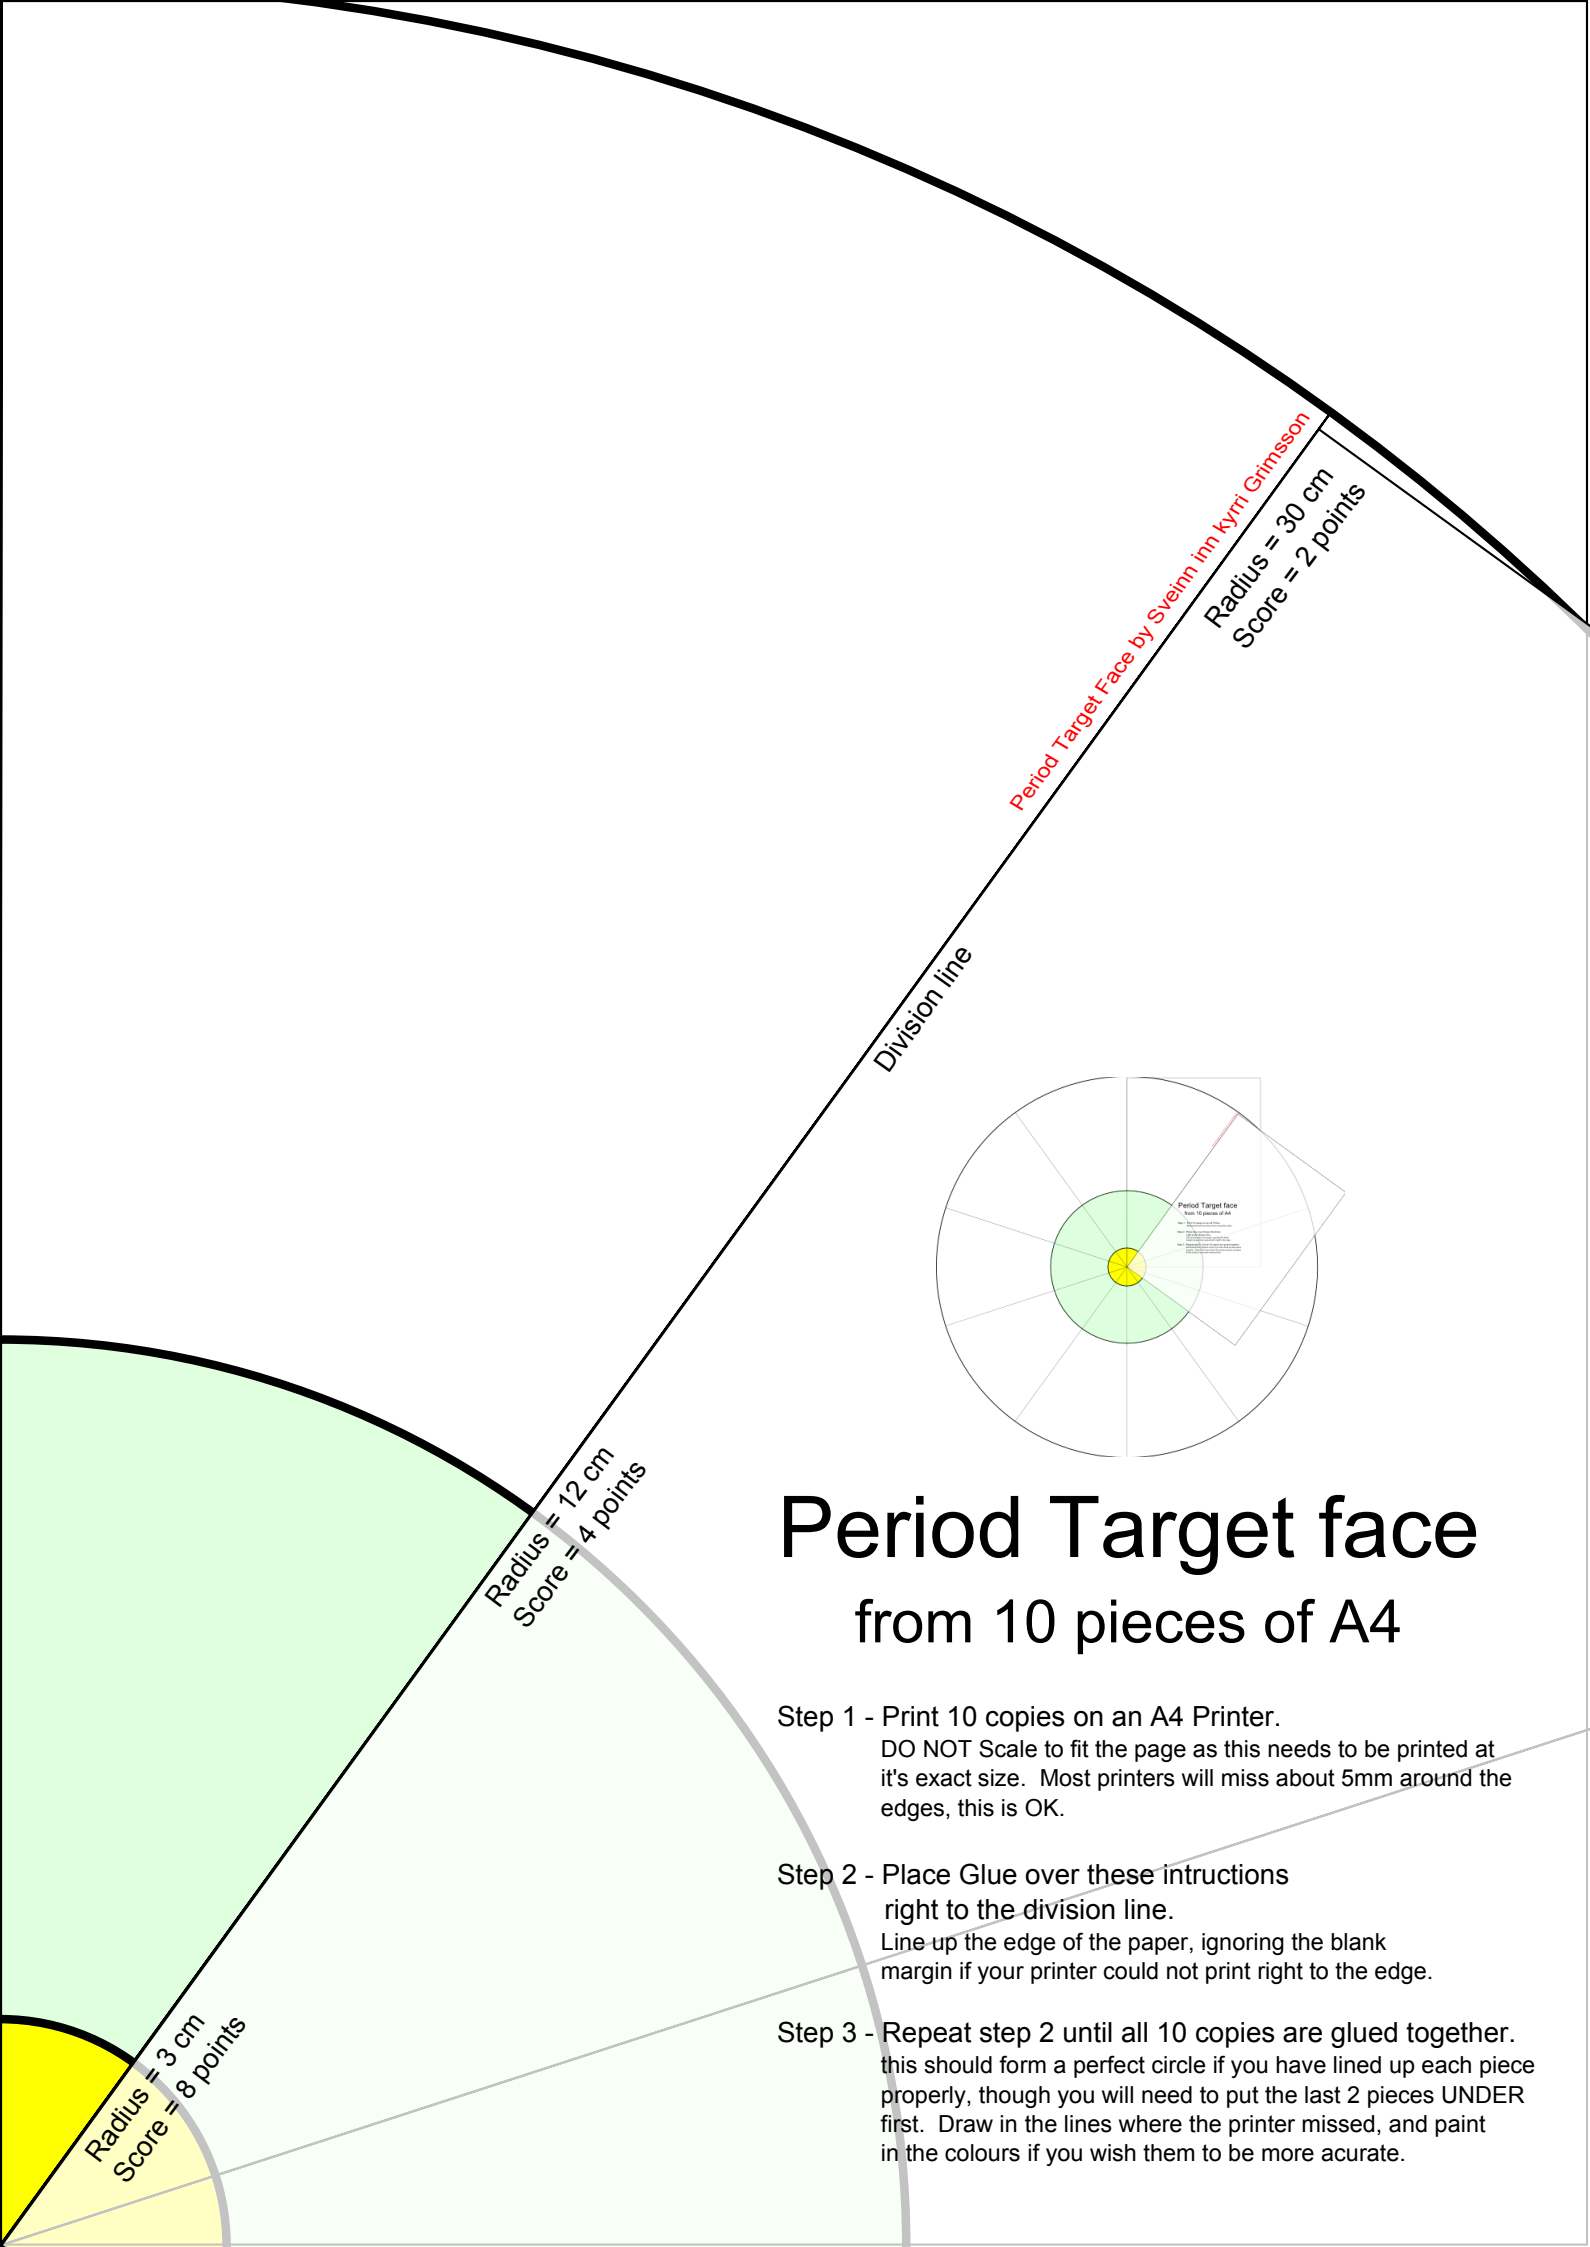 Period Target Face by Sveinn inn kyrri Grimsson
Radius = 30 cm
Score = 2 points
Division line
Period Target face
from 10 pieces of A4
Radius = 12 cm
Score = 4 points
Period Target face
from 10 pieces of A4
Step 1 - Print 10 copies on an A4 Printer.
DO NOT Scale to fit the page as this needs to be printed at
it's exact size.  Most printers will miss about 5mm around the
edges, this is OK.
Step 2 - Place Glue over these intructions
right to the division line.
Line up the edge of the paper, ignoring the blank
margin if your printer could not print right to the edge.
Radius = 3 cm
Score = 8 points
Step 3 - Repeat step 2 until all 10 copies are glued together.
this should form a perfect circle if you have lined up each piece
properly, though you will need to put the last 2 pieces UNDER
first.  Draw in the lines where the printer missed, and paint
in the colours if you wish them to be more acurate.